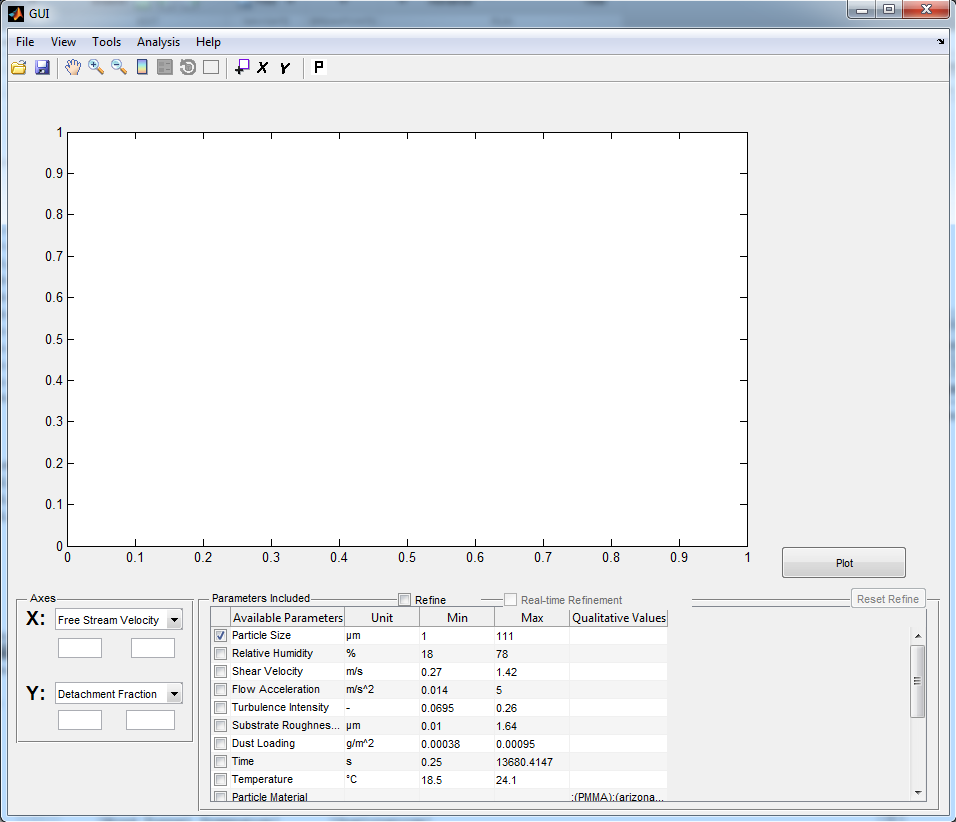 GUI
File View Tools Analysis Help
X Y P
1
0.9
0.8
0.7
0.6
0.5
0.4
0.3
0.2
0.1
0
0 0.1 0.2 0.3 0.4 0.5 0.6 0.7 0.8 0.9 1
Plot
Axes
X: Free Stream Velocity
Y: Detachment Fraction
Parameters Included Refine Real-time Refinement Reset Refine
Available Parameters Unit Min Max Qualitative Values
Particle Size µm 1 111
Relative Humidity % 18 78
Shear Velocity m/s 0.27 1.42
Flow Acceleration m/s^2 0.014 5
Turbulence Intensity - 0.0695 0.26
Substrate Roughnes... µm 0.01 1.64
Dust Loading g/m^2 0.00038 0.00095
Time s 0.25 13680.4147
Temperature °C 18.5 24.1
Particle Material :(PMMA);(arizona...